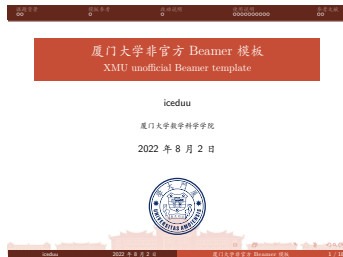 厦门大学非官方 Beamer 模板
XMU unofficial Beamer template
iceduu
厦门大学数学科学学院
2022 年 8 月 2 日
UNIVERSITAS AMOIENSIS
iceduu
2022 年 8 月 2 日
厦门大学非官方 Beamer 模板